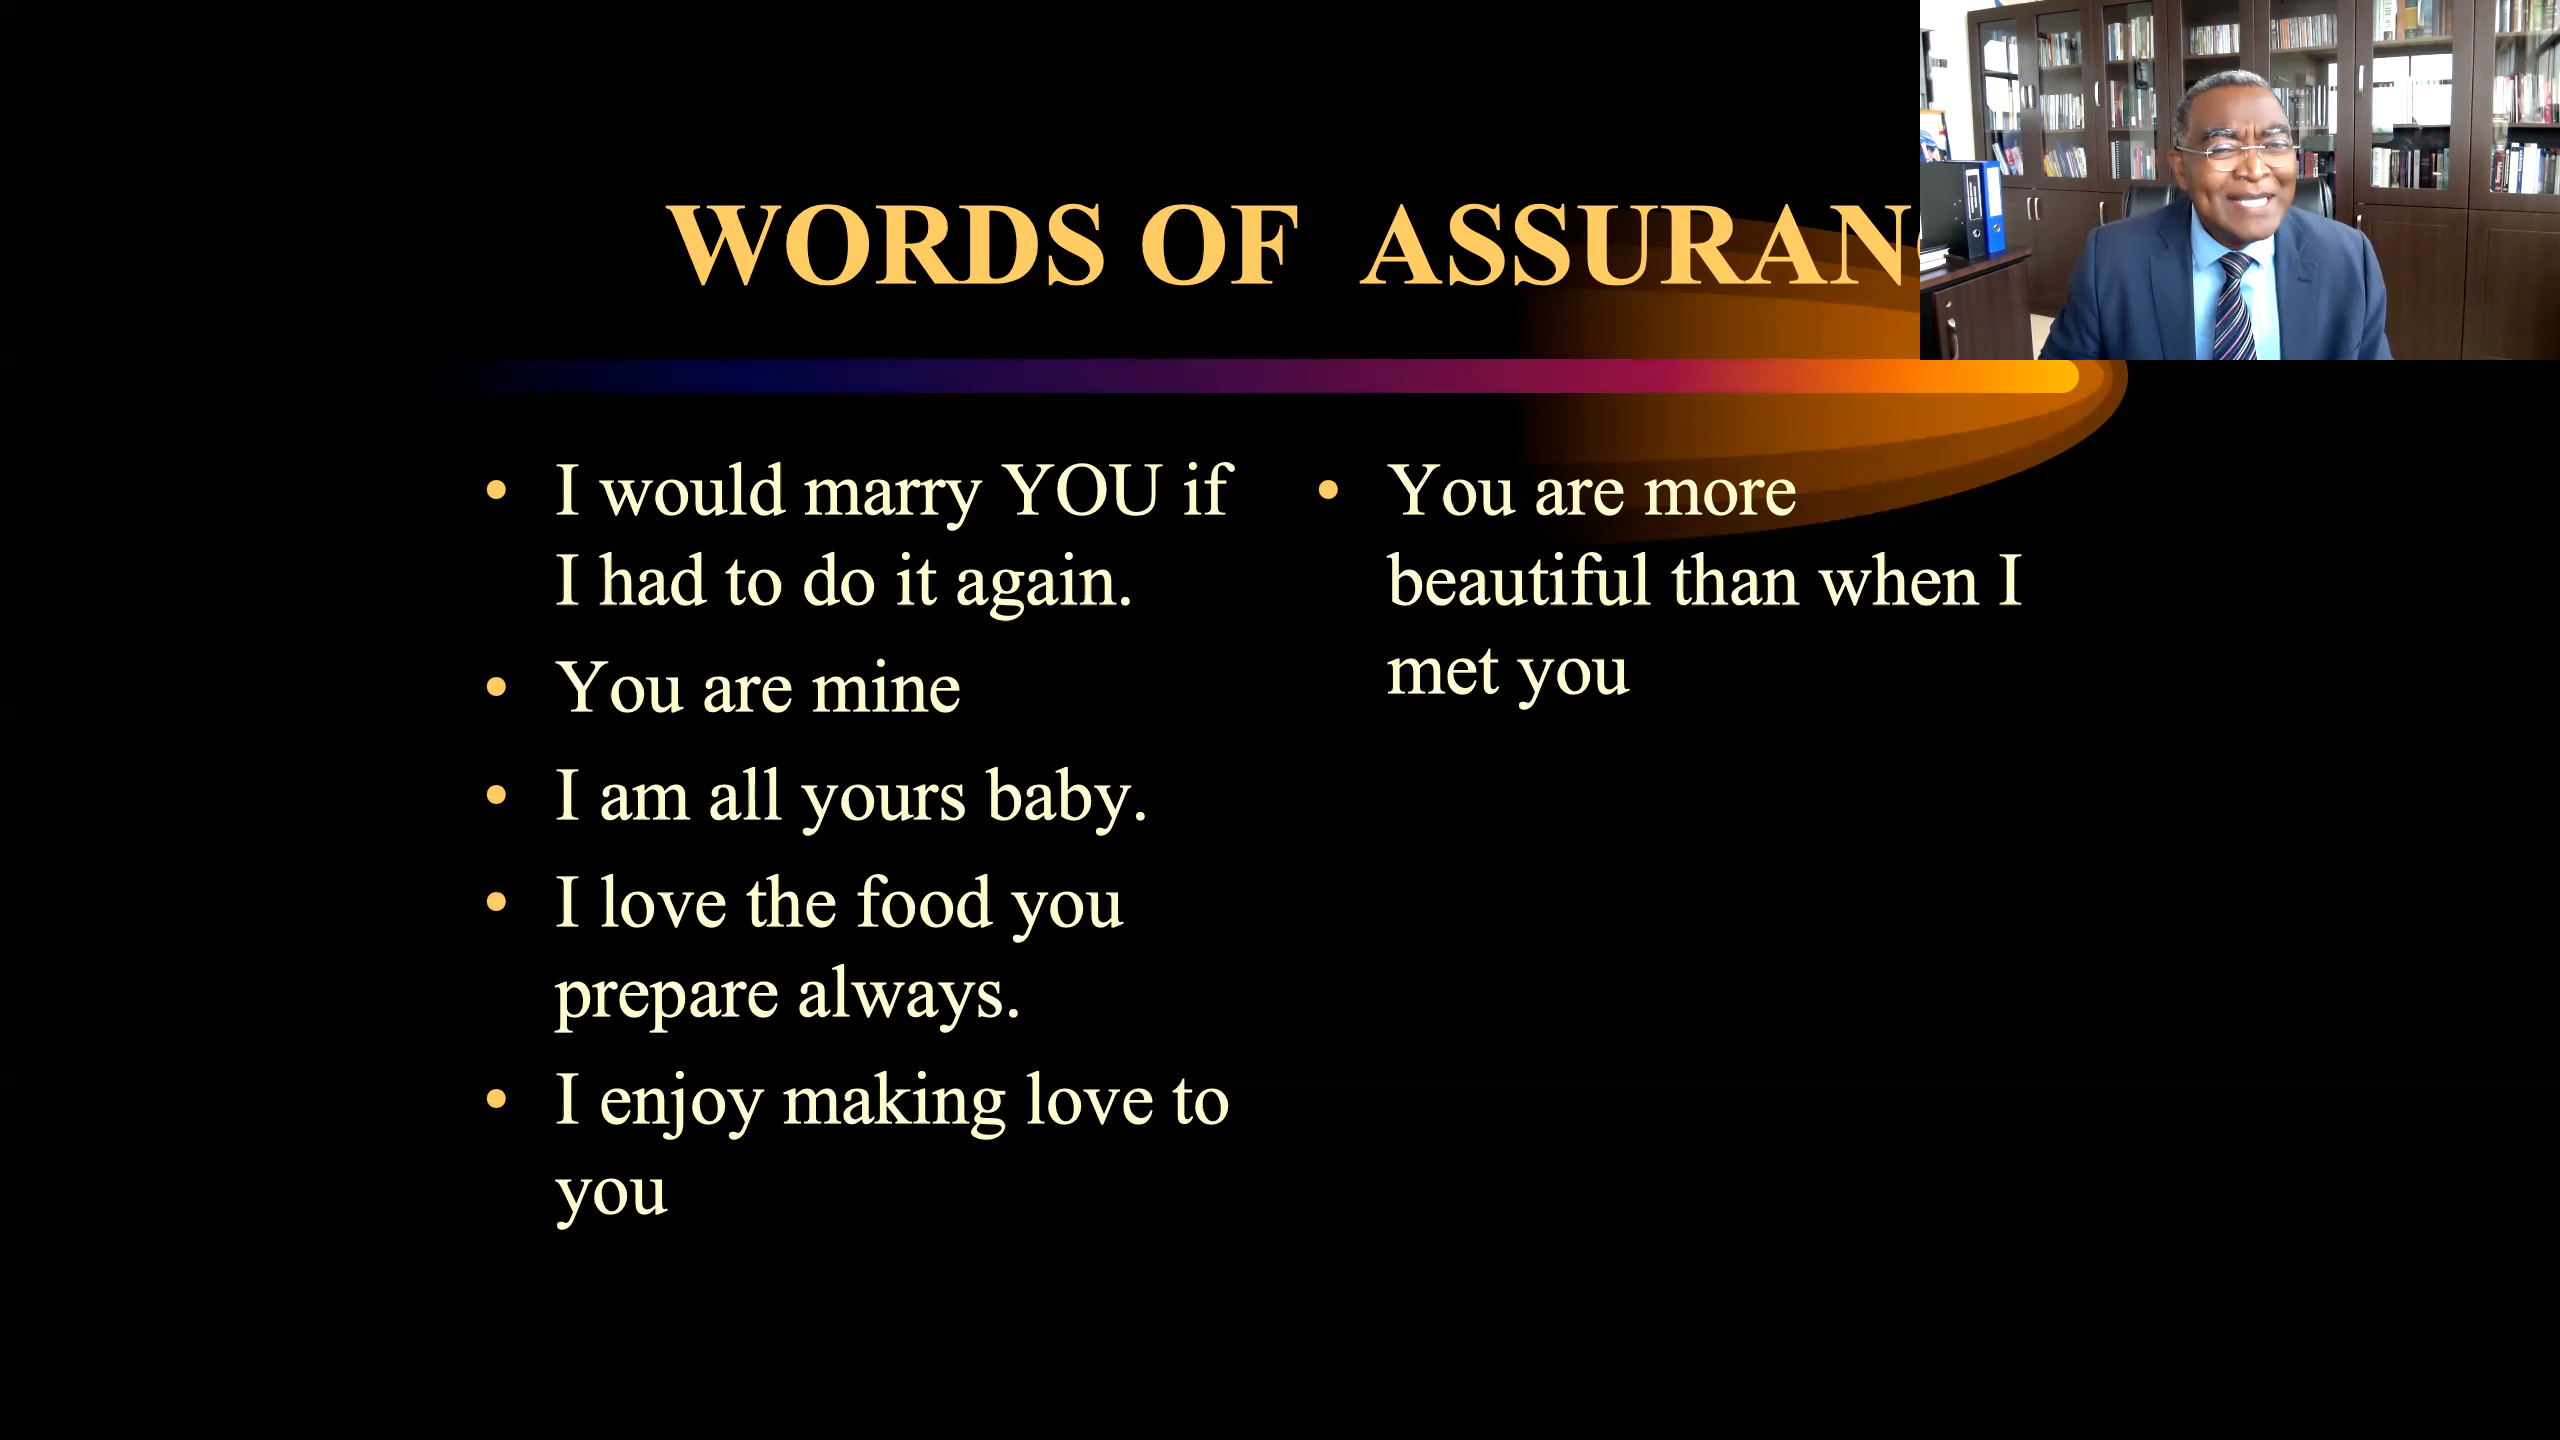 WORDS OF ASSURAN
• I would marry YOU if
I had to do it again.
• You are mine
• I am all yours baby.
• I love the food you
prepare always.
• I enjoy making love to
you
• You are more
beautiful than when I
met you